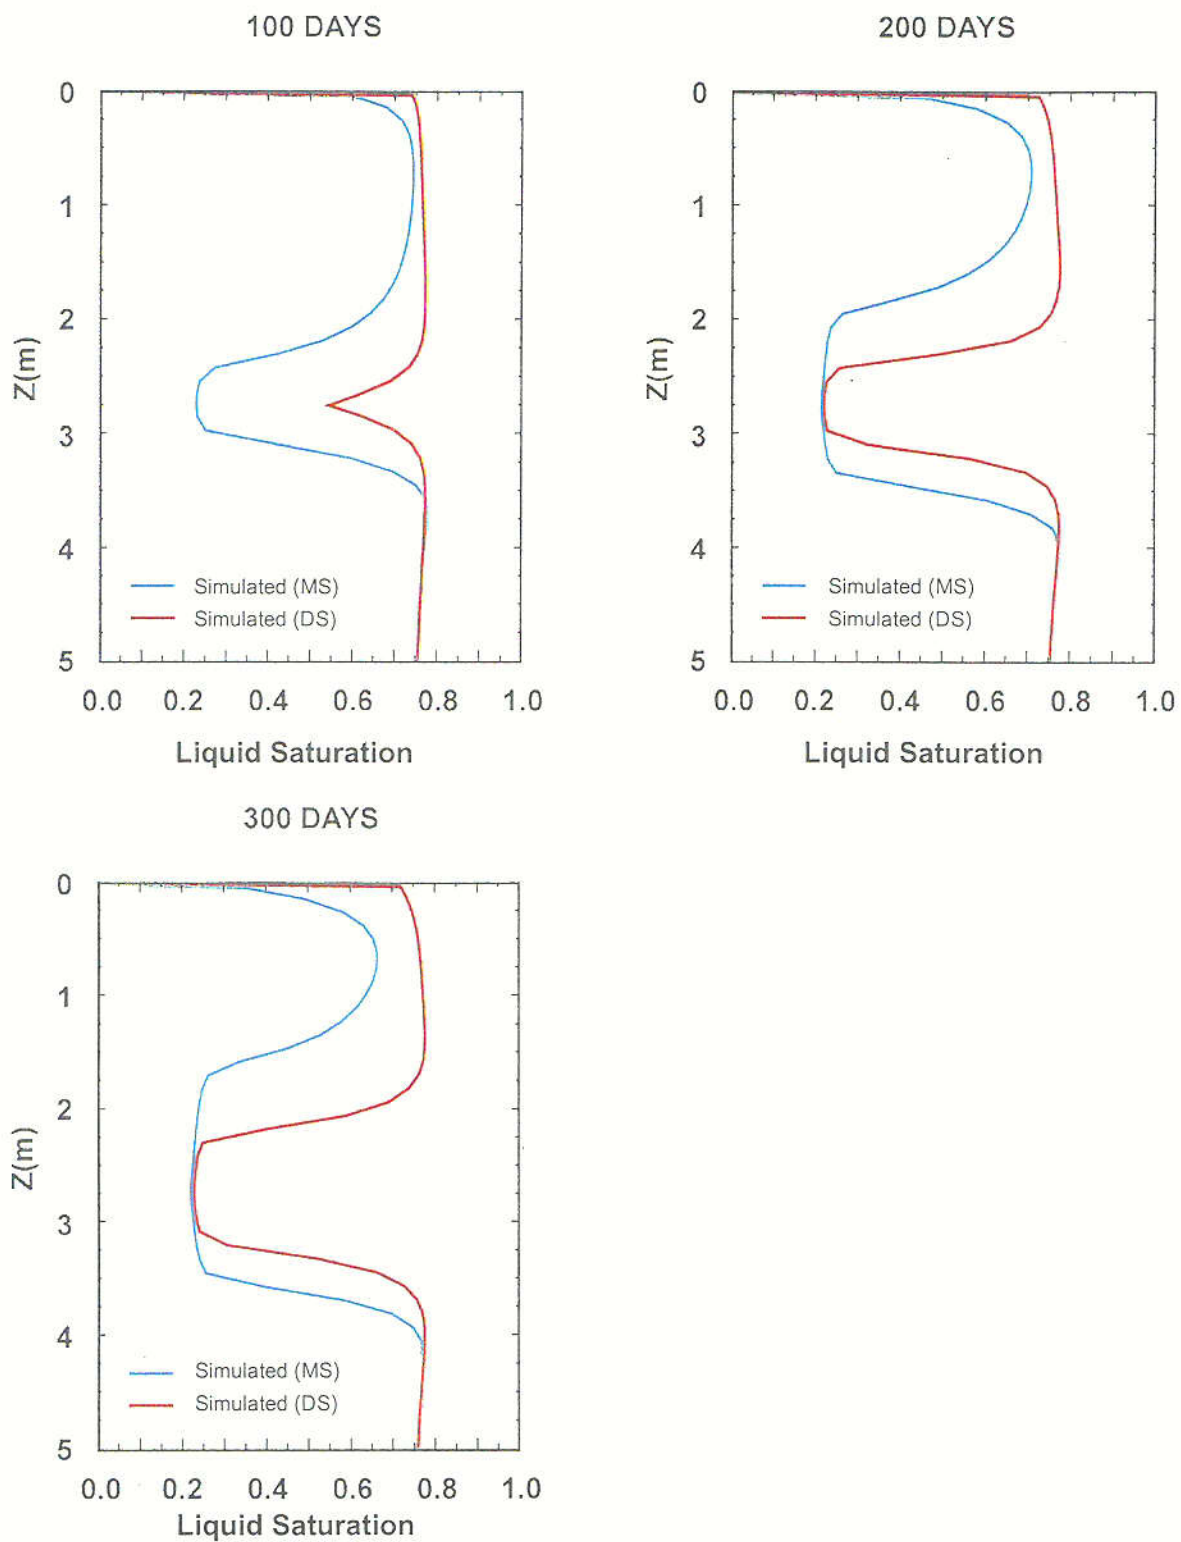 100 DAYS
0
1
2
3
4
5
Z(m)
Simulated (MS)
Simulated (DS)
0.0 0.2 0.4 0.6 0.8 1.0
Liquid Saturation
200 DAYS
0
1
2
3
4
5
Z(m)
Simulated (MS)
Simulated (DS)
0.0 0.2 0.4 0.6 0.8 1.0
Liquid Saturation
300 DAYS
0
1
2
3
4
5
Z(m)
Simulated (MS)
Simulated (DS)
0.0 0.2 0.4 0.6 0.8 1.0
Liquid Saturation